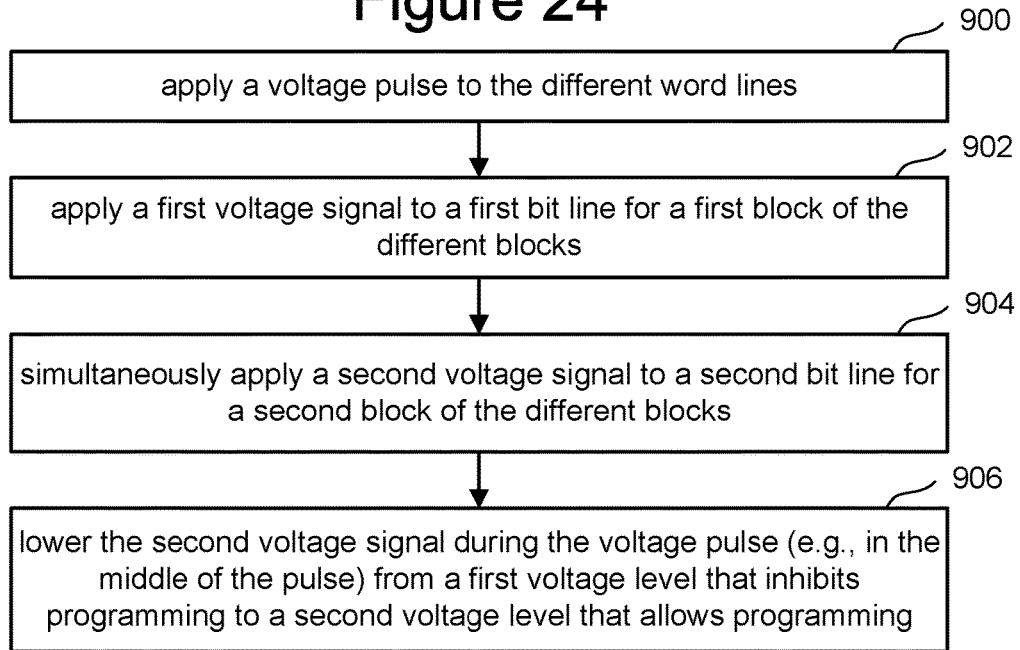 Figure 24
900
apply a voltage pulse to the different word lines
902
apply a first voltage signal to a first bit line for a first block of the
different blocks
904
simultaneously apply a second voltage signal to a second bit line for
a second block of the different blocks
906
lower the second voltage signal during the voltage pulse (e.g., in the
middle of the pulse) from a first voltage level that inhibits
programming to a second voltage level that allows programming